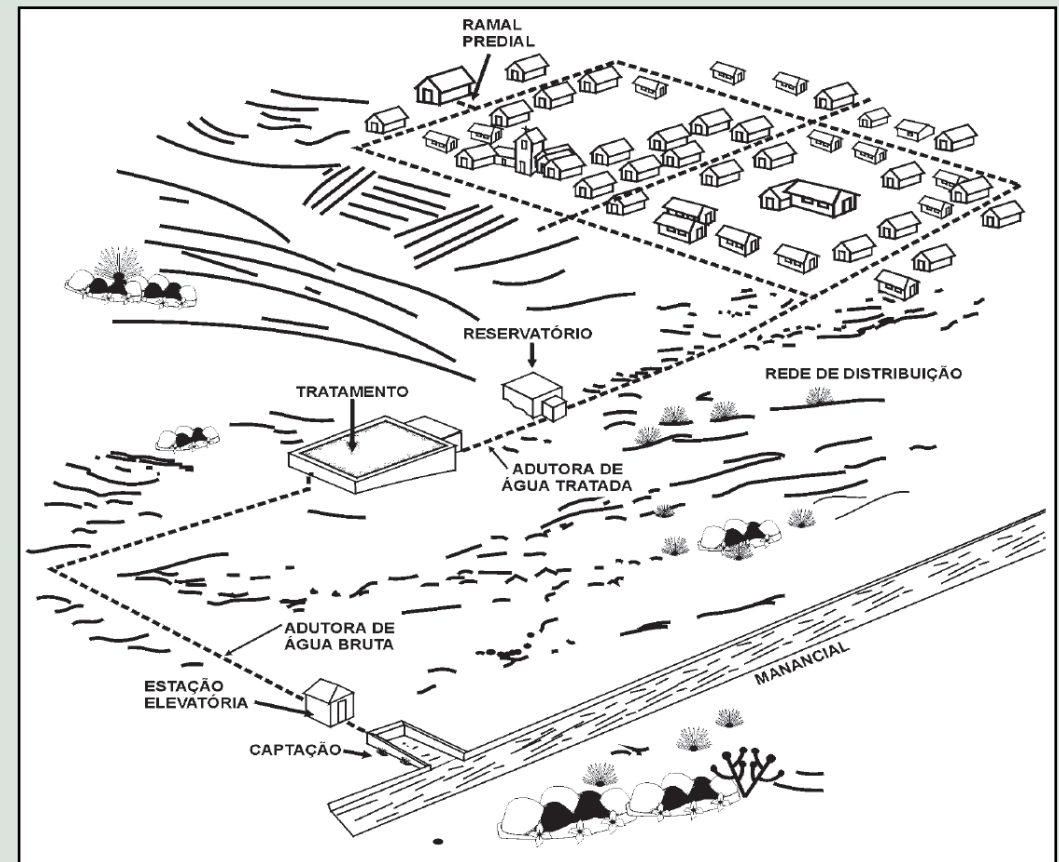 RAMAL
PREDIAL
RESERVATÓRIO
REDE DE DISTRIBUIÇÃO
TRATAMENTO
ADUTORA DE
ÁGUA TRATADA
ADUTORA DE
ÁGUA BRUTA
MANANCIAL
ESTAÇÃO
ELEVATÓRIA
CAPTAÇÃO